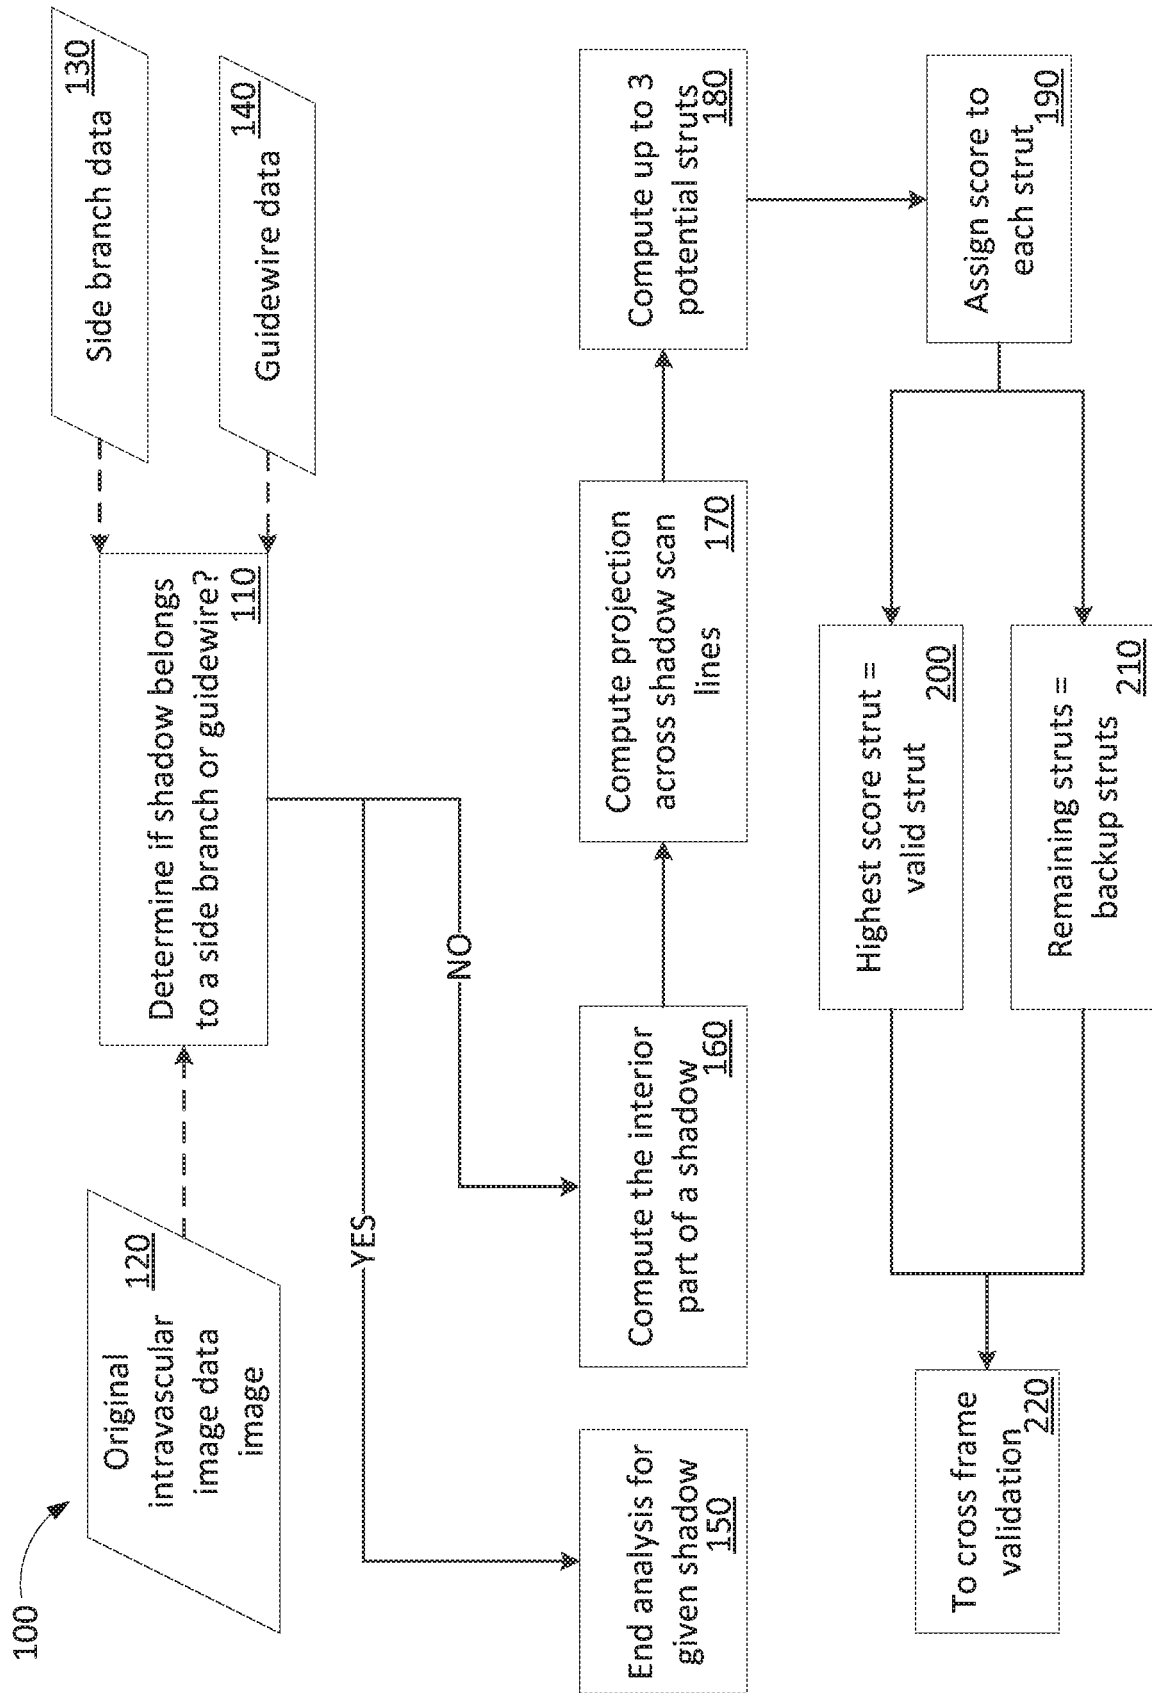 100
Original
120
intravascular
image data
image
Determine if shadow belongs
to a side branch or guidewire?
110
Side branch data
130
Guidewire data
140
YES
NO
End analysis for
given shadow
150
Compute the interior
part of a shadow
160
Compute projection
across shadow scan
lines
170
Compute up to 3
potential struts
180
Assign score to
each strut
190
Highest score strut =
valid strut
200
Remaining struts =
backup struts
210
To cross frame
validation
220